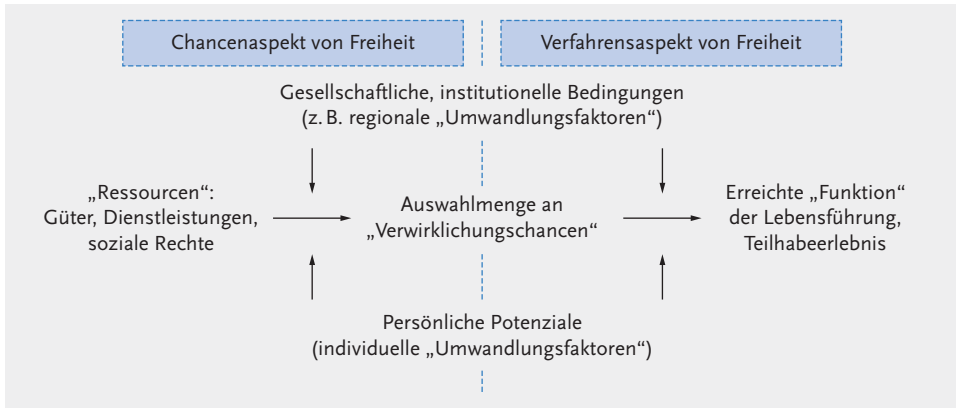 Chancenaspekt von Freiheit
Verfahrensaspekt von Freiheit
Gesellschaftliche, institutionelle Bedingungen
(z. B. regionale „Umwandlungsfaktoren“)
„Ressourcen“:
Güter, Dienstleistungen,
soziale Rechte
Auswahlmenge an
„Verwirklichungschancen“
Erreichte „Funktion“
der Lebensführung,
Teilhabeerlebnis
Persönliche Potenziale
(individuelle „Umwandlungsfaktoren“)